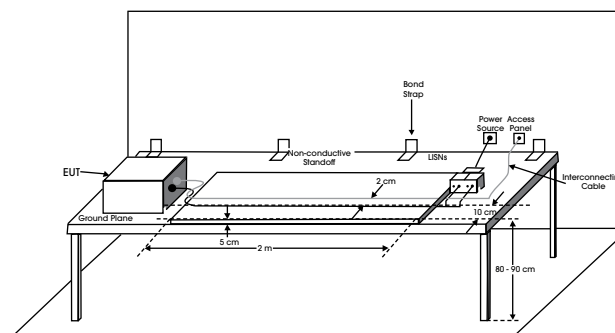 Bond
Strap
Power
Source
Access
Panel
Non-conductive
Standoff
LISNs
EUT
2 cm
Interconnectin
Cable
Ground Plane
10 cm
5 cm
2 m
80 - 90 cm